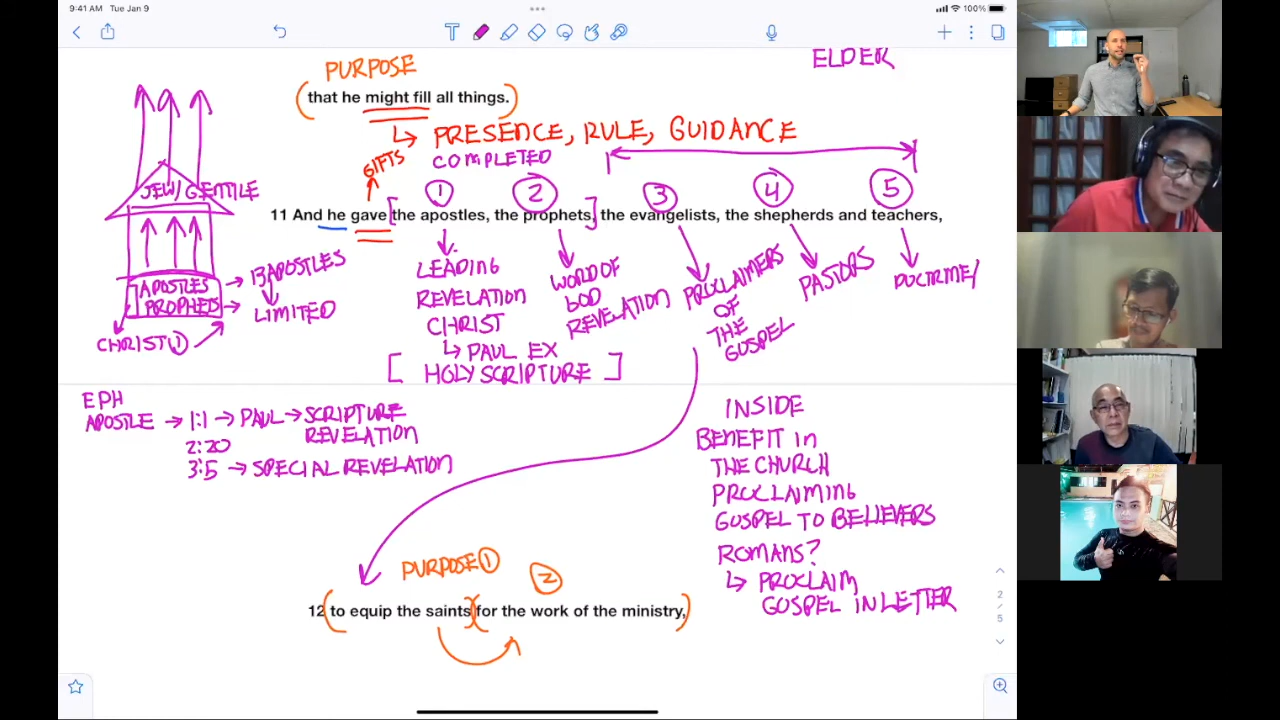 9:41 AM Tue Jan 9
100%
ELDER
PURPOSE
(that he might fill all things.)
PRESENCE, RULE, GUIDANCE
GIFTS
COMPLETED
1 2 3 4 5
JEW/GENTILE
11 And he gave [the apostles, the prophets,] the evangelists, the shepherds and teachers,
APOSTLES
PROPHETS
13 APOSTLES
LIMITED
CHRIST 1
LEADING
REVELATION
CHRIST
PAUL EX
[HOLY SCRIPTURE]
WORD OF
GOD
REVELATION
PROCLAIMERS
OF
THE
GOSPEL
PASTORS
DOCTRINE/
EPH
APOSTLE → 1:1 → PAUL → SCRIPTURE
REVELATION
2:20
3:5 → SPECIAL REVELATION
INSIDE
BENEFIT in
THE CHURCH
PROCLAIMING
GOSPEL TO BELIEVERS
ROMANS?
PROCLAIM
GOSPEL IN LETTER
PURPOSE 1
2
12 (to equip the saints)(for the work of the ministry,)
2
/
5